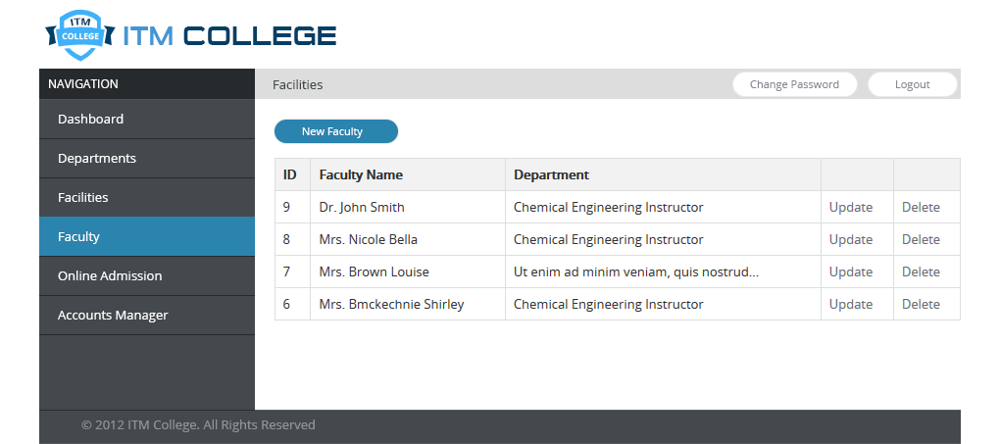 ITM
COLLEGE
ITM COLLEGE
NAVIGATION
Facilities
Change Password
Logout
Dashboard
Departments
Facilities
Faculty
Online Admission
Accounts Manager
New Faculty
ID Faculty Name Department
9 Dr. John Smith Chemical Engineering Instructor Update Delete
8 Mrs. Nicole Bella Chemical Engineering Instructor Update Delete
7 Mrs. Brown Louise Ut enim ad minim veniam, quis nostrud... Update Delete
6 Mrs. Bmckechnie Shirley Chemical Engineering Instructor Update Delete
© 2012 ITM College. All Rights Reserved